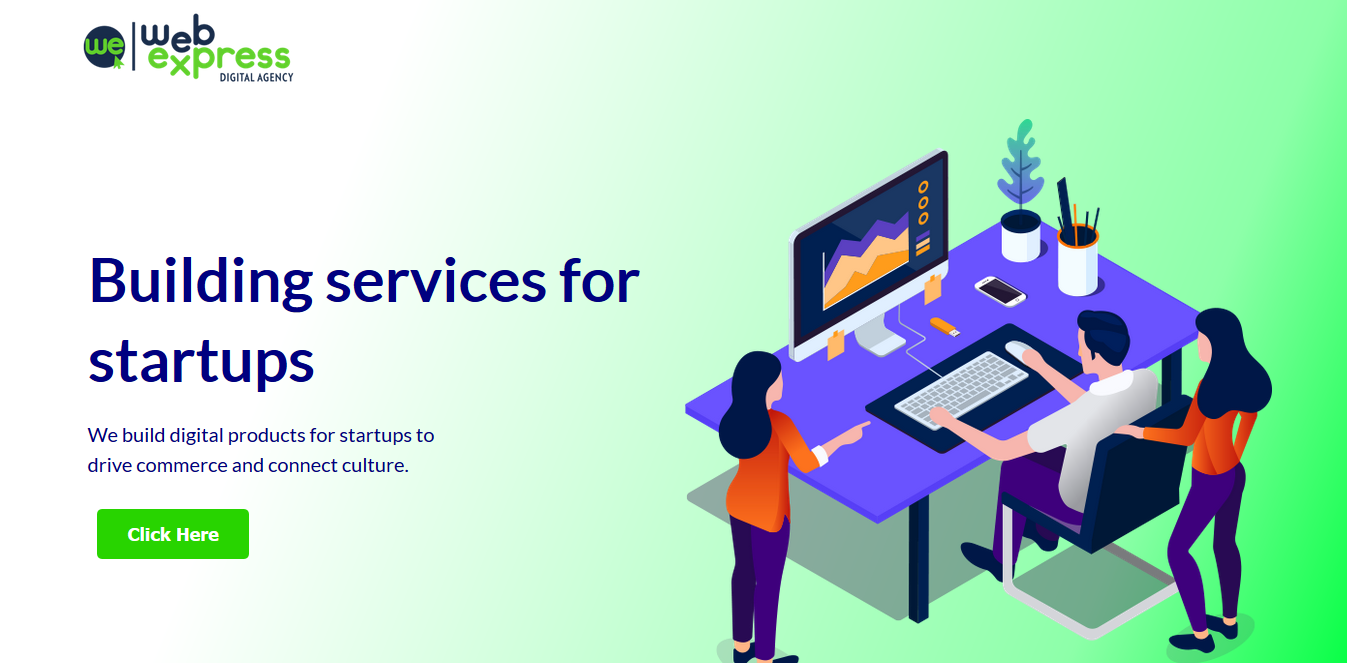 we
web
express
DIGITAL AGENCY
Building services for
startups
We build digital products for startups to
drive commerce and connect culture.
Click Here